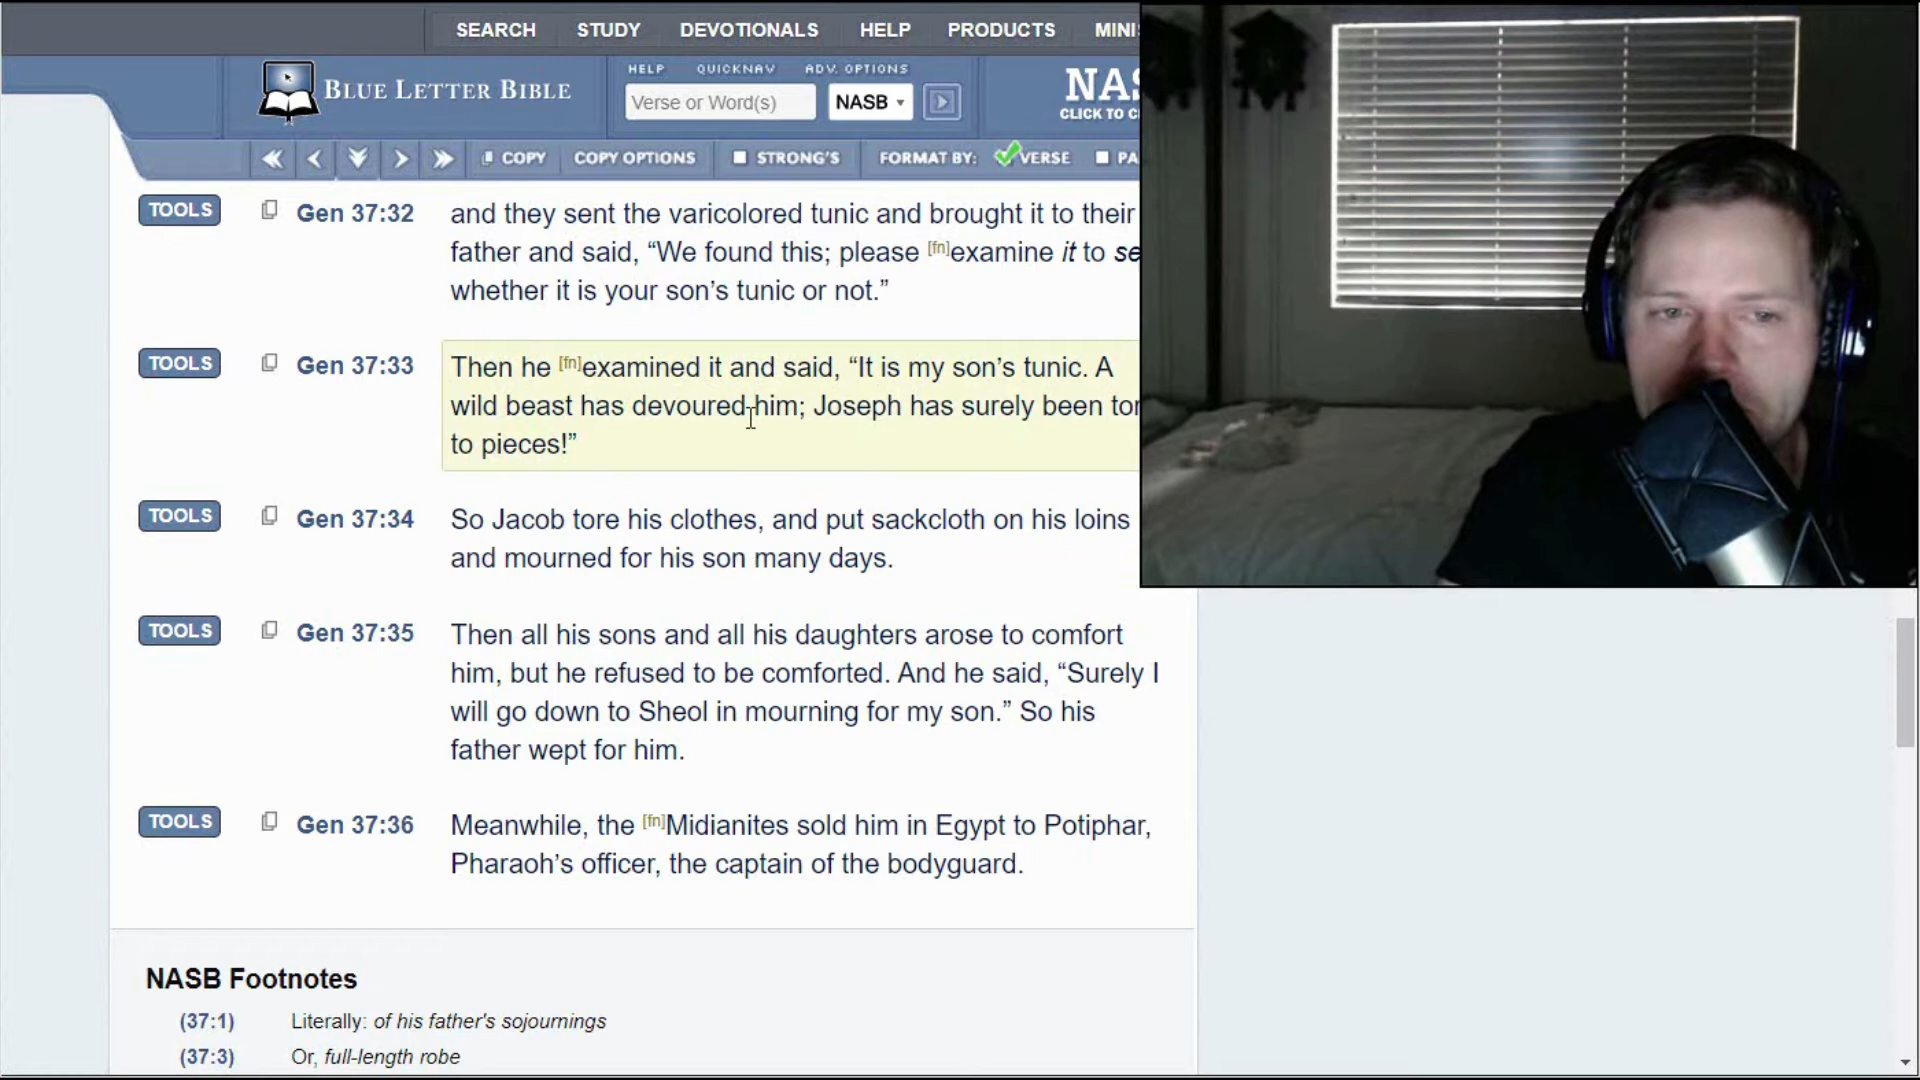 SEARCH STUDY DEVOTIONALS HELP PRODUCTS MINI
HELP QUICKNAV ADV. OPTIONS
BLUE LETTER BIBLE
Verse or Word(s) NASB
NAS
CLICK TO C
COPY COPY OPTIONS STRONG'S FORMAT BY: VERSE PA
TOOLS Gen 37:32 and they sent the varicolored tunic and brought it to their
father and said, “We found this; please [fn]examine it to se
whether it is your son’s tunic or not.”
TOOLS Gen 37:33 Then he [fn]examined it and said, “It is my son’s tunic. A
wild beast has devoured him; Joseph has surely been tor
to pieces!”
TOOLS Gen 37:34 So Jacob tore his clothes, and put sackcloth on his loins
and mourned for his son many days.
TOOLS Gen 37:35 Then all his sons and all his daughters arose to comfort
him, but he refused to be comforted. And he said, “Surely I
will go down to Sheol in mourning for my son.” So his
father wept for him.
TOOLS Gen 37:36 Meanwhile, the [fn]Midianites sold him in Egypt to Potiphar,
Pharaoh’s officer, the captain of the bodyguard.
NASB Footnotes
(37:1) Literally: of his father's sojournings
(37:3) Or, full-length robe